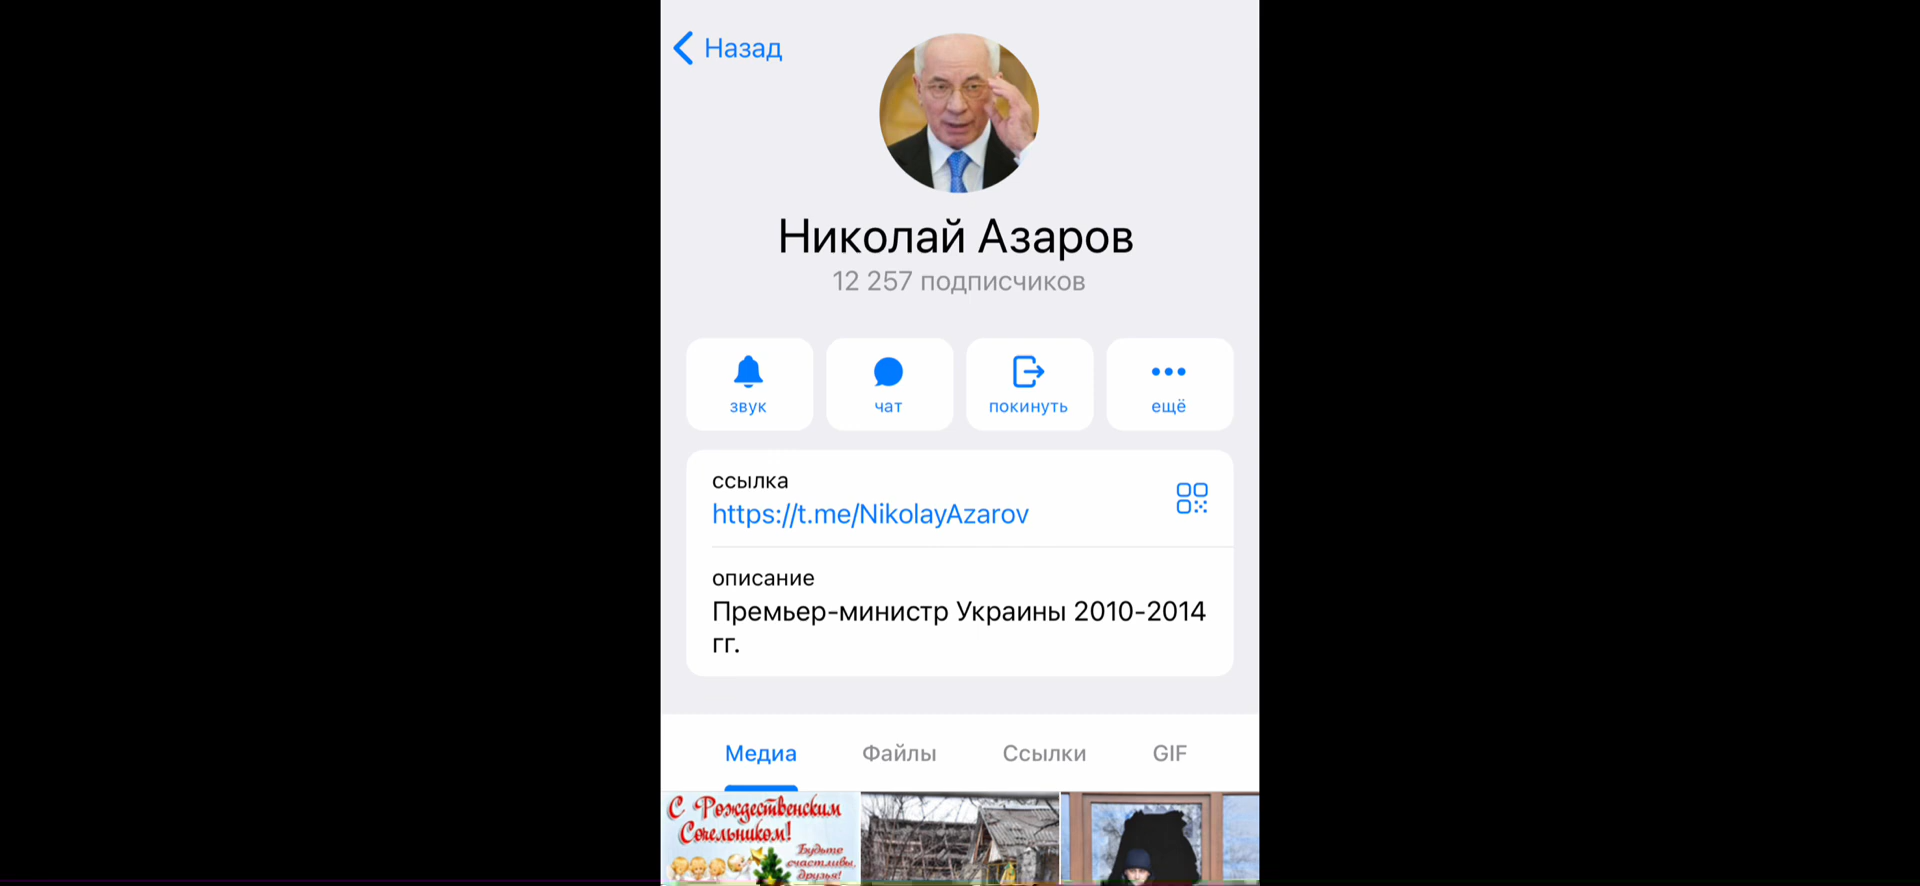 Назад
Николай Азаров
12 257 подписчиков
звук
чат
покинуть
ещё
ссылка
https://t.me/NikolayAzarov
описание
Премьер-министр Украины 2010-2014
гг.
Медиа
Файлы
Ссылки
GIF
С Рождественским
Сочельником!
Будьте
счастливы,
друзья!